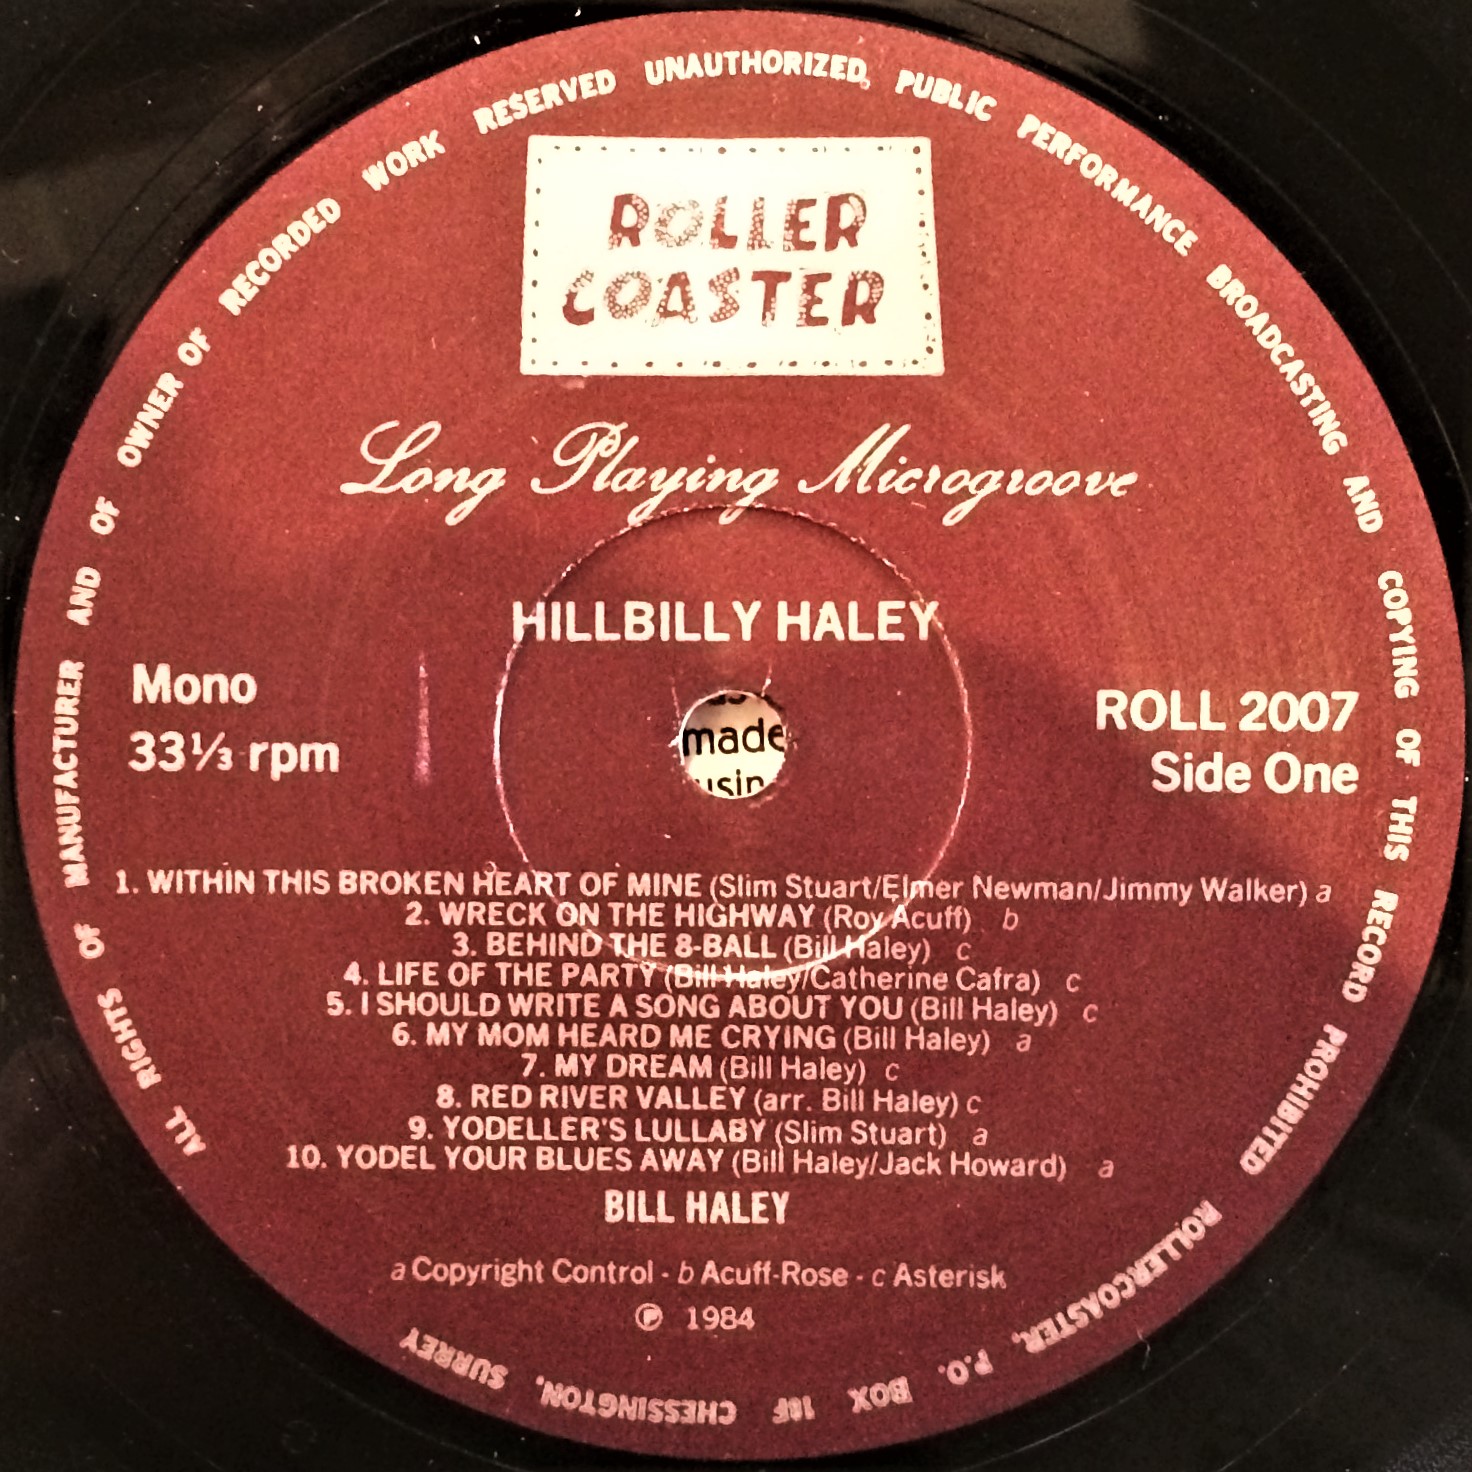 ALL RIGHTS OF MANUFACTURER AND OF OWNER OF RECORDED WORK RESERVED UNAUTHORIZED, PUBLIC PERFORMANCE BROADCASTING AND COPYING OF THIS RECORD PROHIBITED
ROLLERCOASTER, P.O. BOX 18F CHESSINGTON, SURREY
ROLLER
COASTER
Long Playing Microgroove
HILLBILLY HALEY
Mono
33⅓ rpm
made
ROLL 2007
Side One
1. WITHIN THIS BROKEN HEART OF MINE (Slim Stuart/Elmer Newman/Jimmy Walker) a
2. WRECK ON THE HIGHWAY (Roy Acuff) b
3. BEHIND THE 8-BALL (Bill Haley) c
4. LIFE OF THE PARTY (Bill Haley/Catherine Cafra) c
5. I SHOULD WRITE A SONG ABOUT YOU (Bill Haley) c
6. MY MOM HEARD ME CRYING (Bill Haley) a
7. MY DREAM (Bill Haley) c
8. RED RIVER VALLEY (arr. Bill Haley) c
9. YODELLER'S LULLABY (Slim Stuart) a
10. YODEL YOUR BLUES AWAY (Bill Haley/Jack Howard) a
BILL HALEY
a Copyright Control - b Acuff-Rose - c Asterisk
℗ 1984